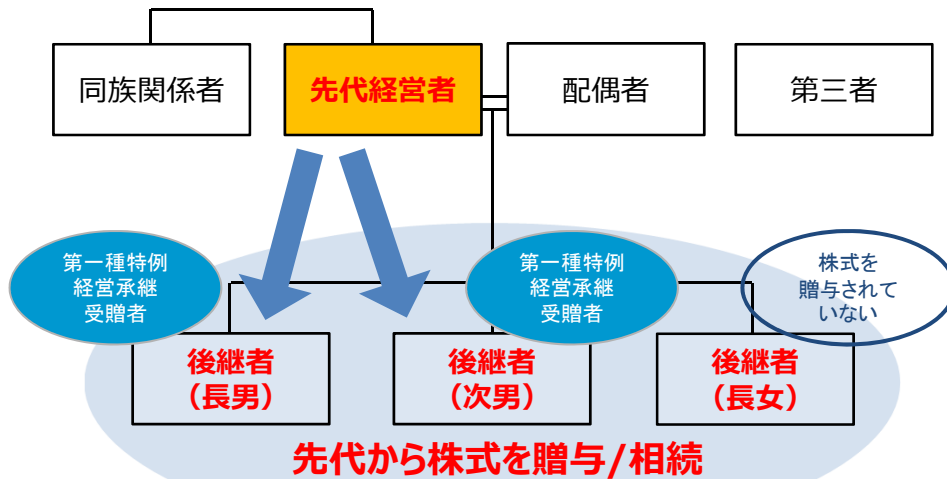 同族関係者
先代経営者
配偶者
第三者
第一種特例
経営承継
受贈者
第一種特例
経営承継
受贈者
株式を
贈与されて
いない
後継者
（長男）
後継者
（次男）
後継者
（長女）
先代から株式を贈与/相続